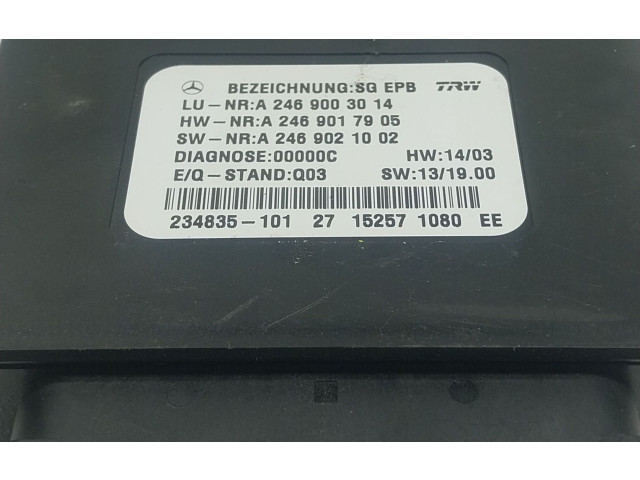 BEZEICHNUNG:SG EPB TRW
LU-NR:A 246 900 30 14
HW-NR:A 246 901 79 05
SW-NR:A 246 902 10 02
DIAGNOSE:00000C HW:14/03
E/Q-STAND:Q03 SW:13/19.00
234835-101 27 15257 1080 EE